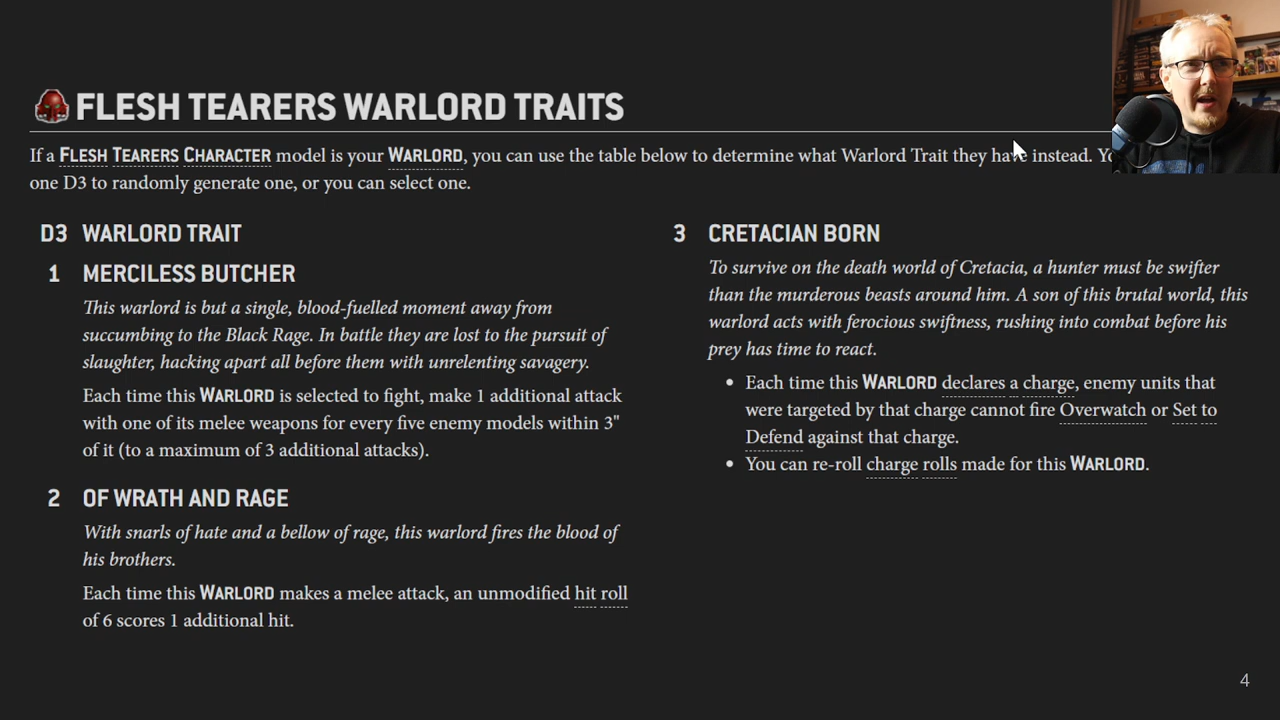 FLESH TEARERS WARLORD TRAITS
If a FLESH TEARERS CHARACTER model is your WARLORD, you can use the table below to determine what Warlord Trait they have instead.
one D3 to randomly generate one, or you can select one.
D3 WARLORD TRAIT
1 MERCILESS BUTCHER
This warlord is but a single, blood-fuelled moment away from
succumbing to the Black Rage. In battle they are lost to the pursuit of
slaughter, hacking apart all before them with unrelenting savagery.
Each time this WARLORD is selected to fight, make 1 additional attack
with one of its melee weapons for every five enemy models within 3"
of it (to a maximum of 3 additional attacks).
2 OF WRATH AND RAGE
With snarls of hate and a bellow of rage, this warlord fires the blood of
his brothers.
Each time this WARLORD makes a melee attack, an unmodified hit roll
of 6 scores 1 additional hit.
3 CRETACIAN BORN
To survive on the death world of Cretacia, a hunter must be swifter
than the murderous beasts around him. A son of this brutal world, this
warlord acts with ferocious swiftness, rushing into combat before his
prey has time to react.
• Each time this WARLORD declares a charge, enemy units that
were targeted by that charge cannot fire Overwatch or Set to
Defend against that charge.
• You can re-roll charge rolls made for this WARLORD.
4